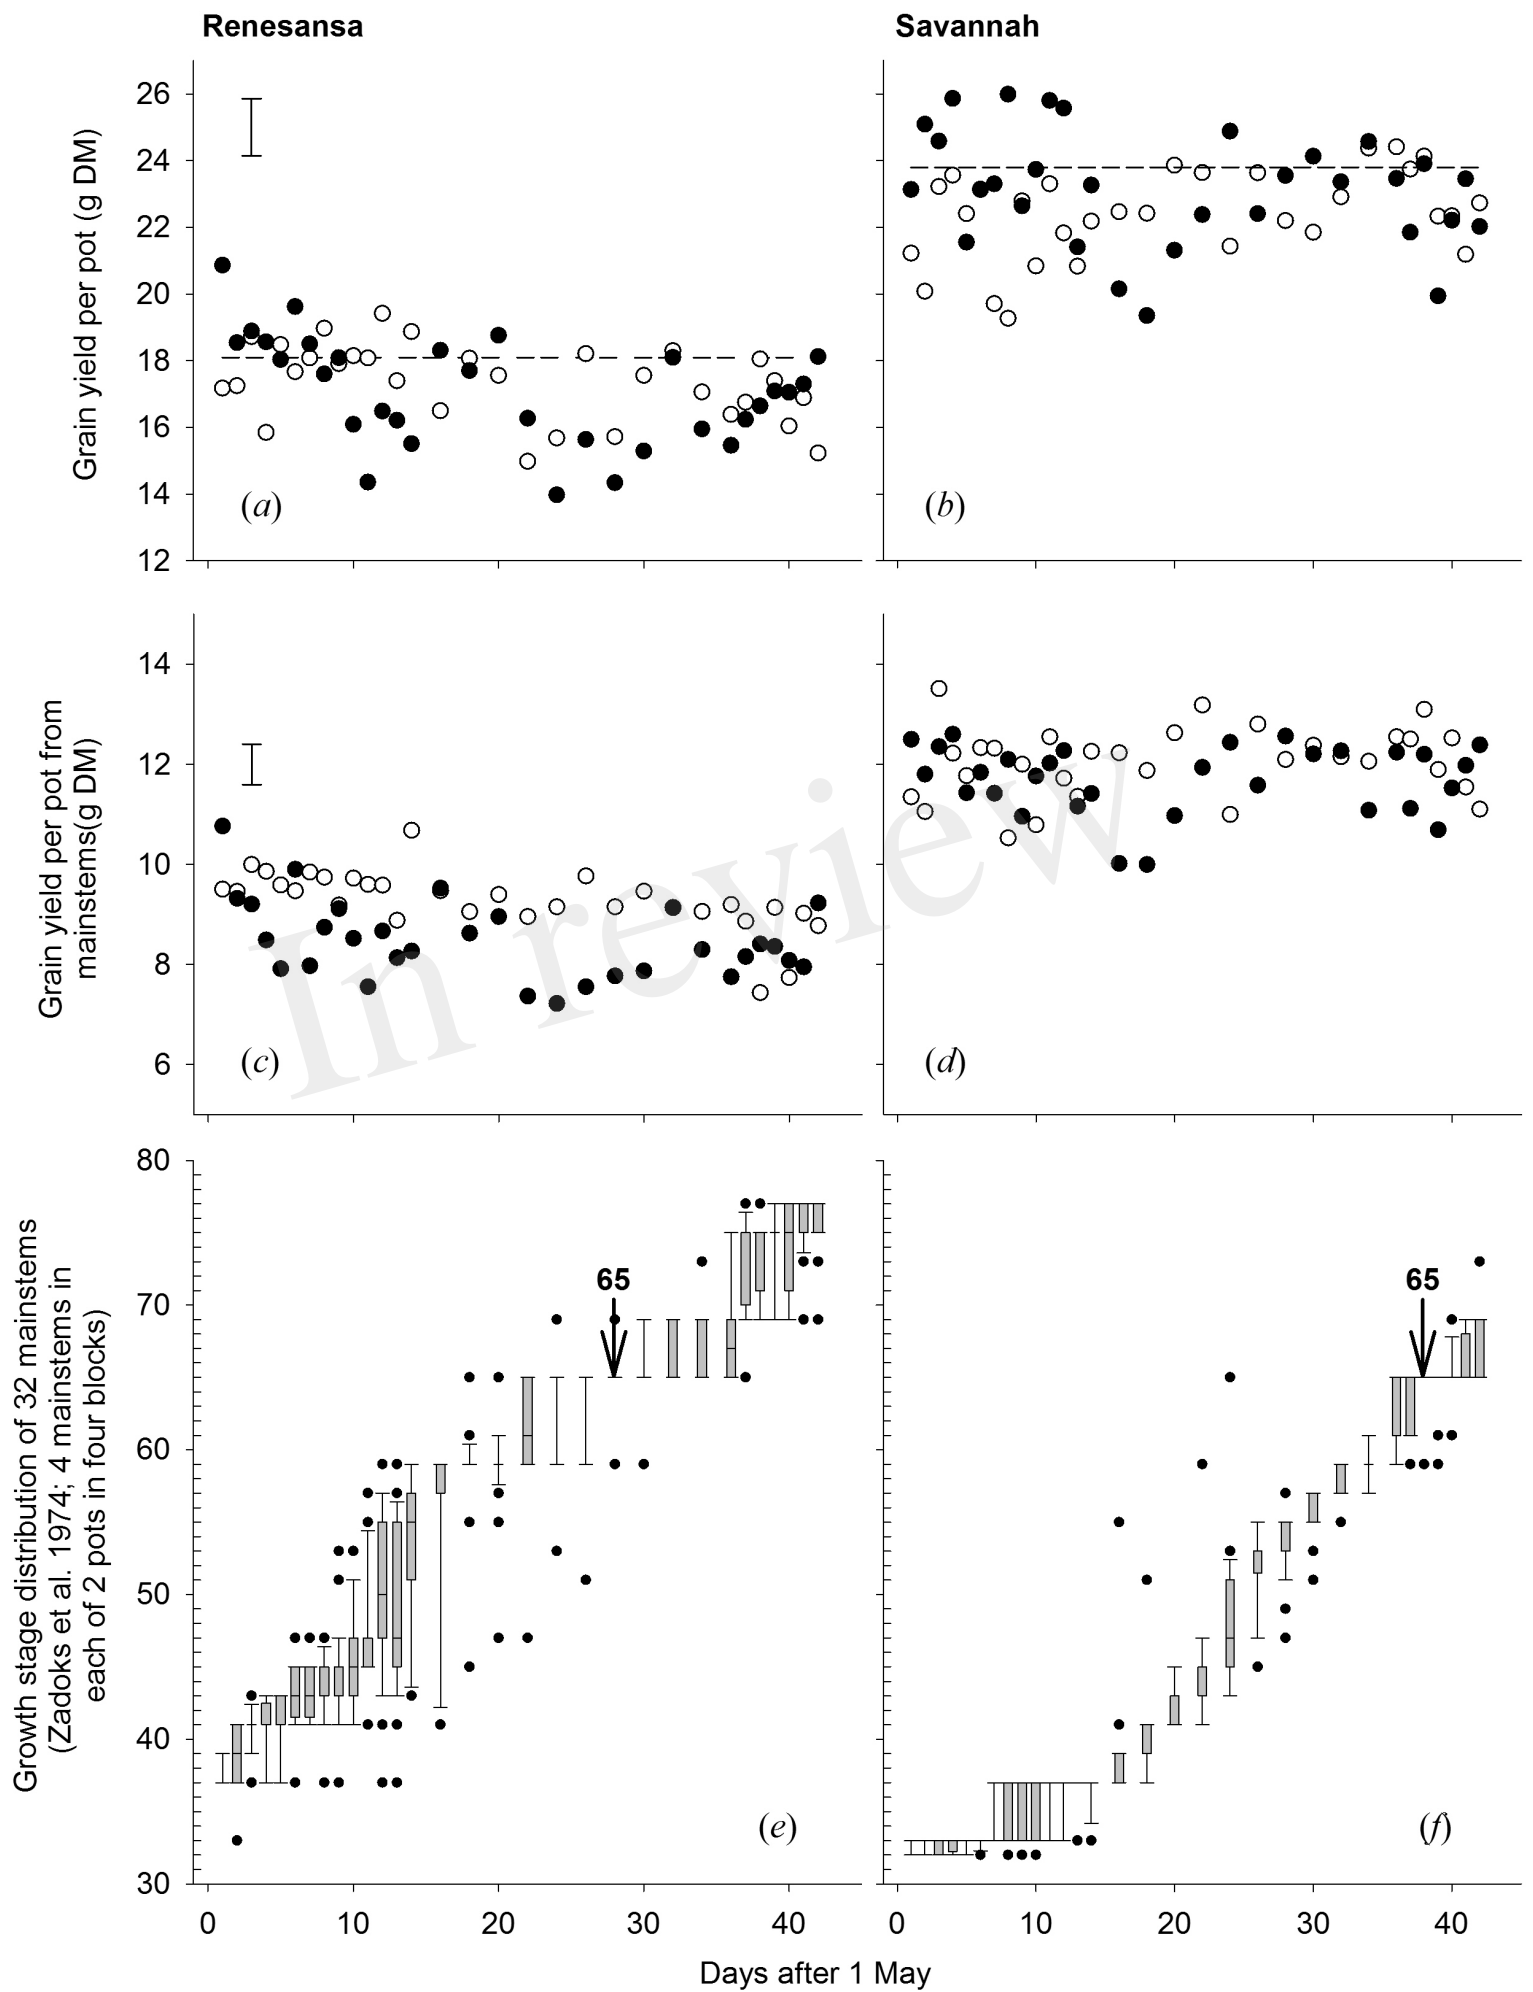 Renesansa
Savannah
Grain yield per pot (g DM)
26
24
22
20
18
16
14
12
(a)
(b)
Grain yield per pot from
mainstems(g DM)
14
12
10
8
6
(c)
(d)
In review
Growth stage distribution of 32 mainstems
(Zadoks et al. 1974; 4 mainstems in
each of 2 pots in four blocks)
80
70
60
50
40
30
65
65
(e)
(f)
0 10 20 30 40
0 10 20 30 40
Days after 1 May